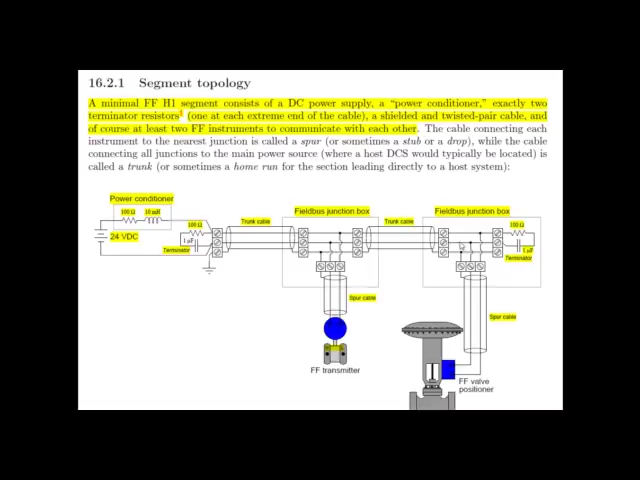 16.2.1 Segment topology
A minimal FF H1 segment consists of a DC power supply, a “power conditioner,” exactly two
terminator resistors (one at each extreme end of the cable), a shielded and twisted-pair cable, and
of course at least two FF instruments to communicate with each other. The cable connecting each
instrument to the nearest junction is called a spur (or sometimes a stub or a drop), while the cable
connecting all junctions to the main power source (where a host DCS would typically be located) is
called a trunk (or sometimes a home run for the section leading directly to a host system):
Power conditioner
100 Ω 10 mH
Fieldbus junction box
Fieldbus junction box
100 Ω
Trunk cable
Trunk cable
100 Ω
24 VDC
1 µF
Terminator
1 µF
Terminator
Spur cable
Spur cable
FF transmitter
FF valve
positioner